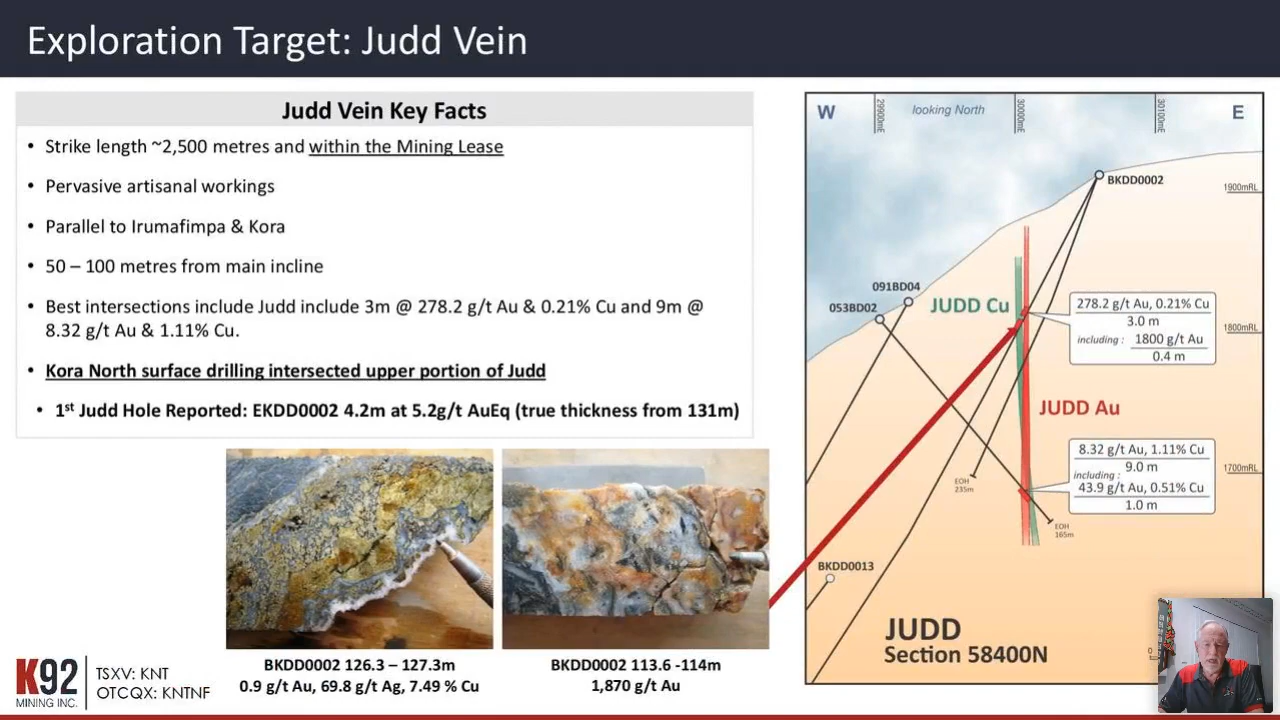 Exploration Target: Judd Vein
Judd Vein Key Facts
• Strike length ~2,500 metres and within the Mining Lease
• Pervasive artisanal workings
• Parallel to Irumafimpa & Kora
• 50 – 100 metres from main incline
• Best intersections include Judd include 3m @ 278.2 g/t Au & 0.21% Cu and 9m @
8.32 g/t Au & 1.11% Cu.
• Kora North surface drilling intersected upper portion of Judd
• 1st Judd Hole Reported: EKDD0002 4.2m at 5.2g/t AuEq (true thickness from 131m)
BKDD0002 126.3 – 127.3m
0.9 g/t Au, 69.8 g/t Ag, 7.49 % Cu
BKDD0002 113.6 -114m
1,870 g/t Au
K92
MINING INC.
TSXV: KNT
OTCQX: KNTNF
W
29900mE
looking North
30000mE
30100mE
E
BKDD0002
1900mRL
091BD04
053BD02
JUDD Cu
278.2 g/t Au, 0.21% Cu
3.0 m
including : 1800 g/t Au
0.4 m
1800mRL
JUDD Au
8.32 g/t Au, 1.11% Cu
9.0 m
including :
43.9 g/t Au, 0.51% Cu
1.0 m
1700mRL
EOH
235m
EOH
165m
BKDD0013
JUDD
Section 58400N
0